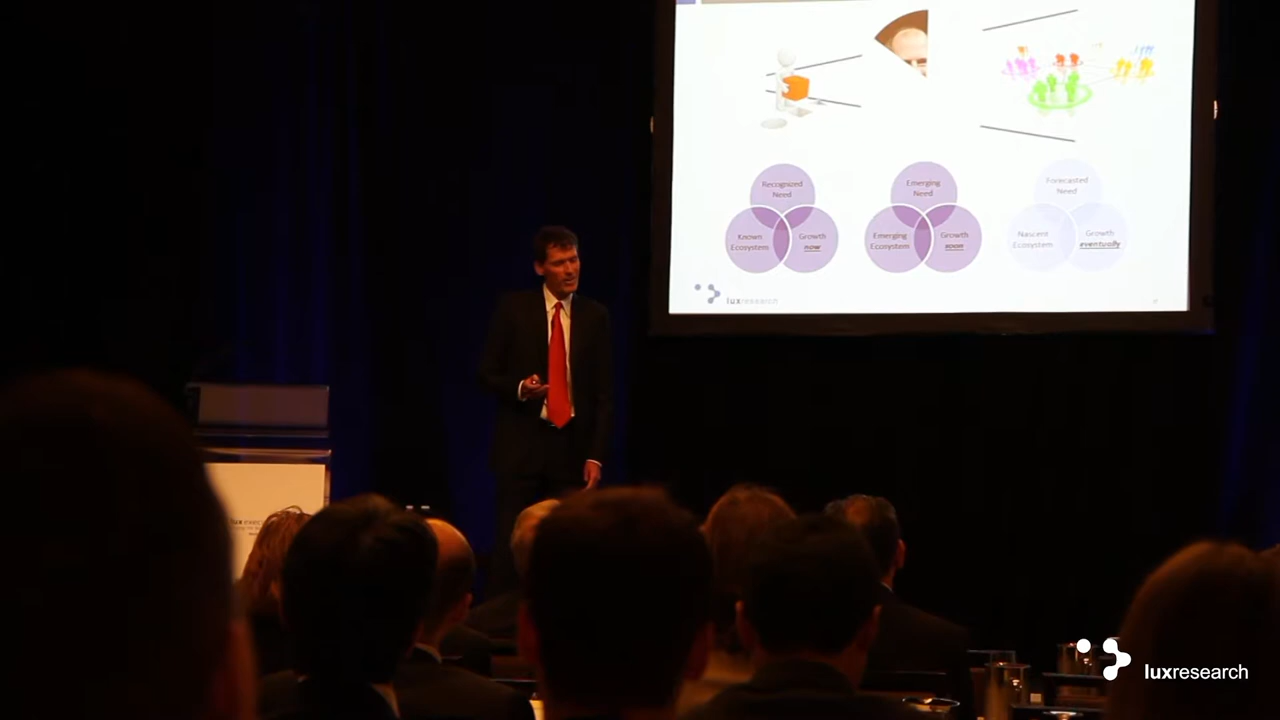 Recognized
Need
Known
Ecosystem
Growth
now
Emerging
Need
Emerging
Ecosystem
Growth
soon
Forecasted
Need
Nascent
Ecosystem
Growth
eventually
luxresearch
lux
luxresearch